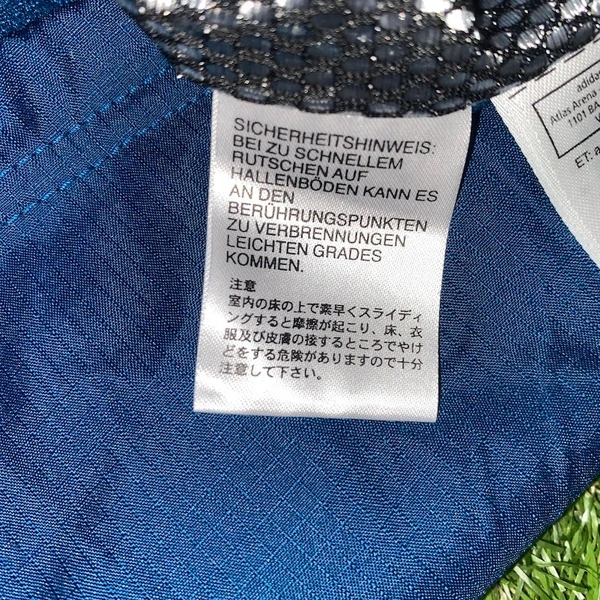 SICHERHEITSHINWEIS:
BEI ZU SCHNELLEM
RUTSCHEN AUF
HALLENBÖDEN KANN ES
AN DEN
BERÜHRUNGSPUNKTEN
ZU VERBRENNUNGEN
LEICHTEN GRADES
KOMMEN.
注意
室内の床の上で素早くスライディ
ングすると摩擦が起こり、床、衣
服及び皮膚の接するところでやけ
どをする危険がありますので十分
注意して下さい。
adidas
Atlas Arena
1101 BA
ET: a